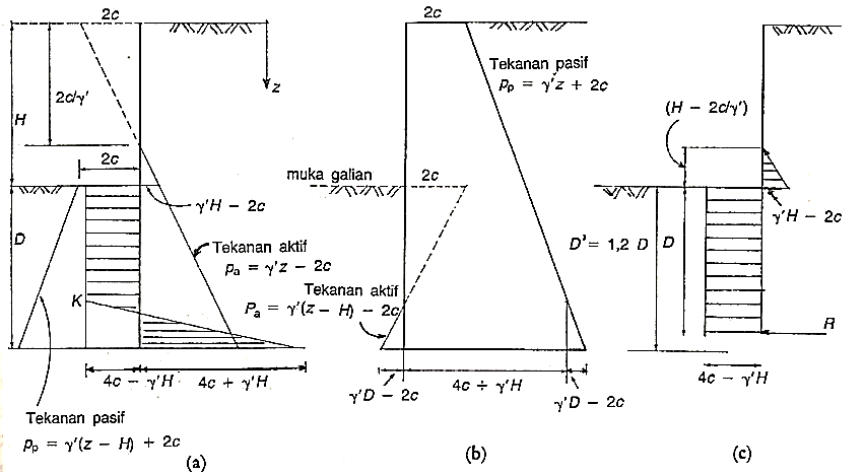 2c
z
2c/γ'
H
2c
γ'H − 2c
D
Tekanan aktif
pₐ = γ'z − 2c
K
4c − γ'H
4c + γ'H
Tekanan pasif
pₚ = γ'(z − H) + 2c
(a)
2c
Tekanan pasif
pₚ = γ'z + 2c
muka galian
2c
Tekanan aktif
Pₐ = γ'(z − H) − 2c
γ'D − 2c
4c + γ'H
γ'D − 2c
(b)
(H − 2c/γ')
γ'H − 2c
D' = 1,2 D
D
R
4c − γ'H
(c)